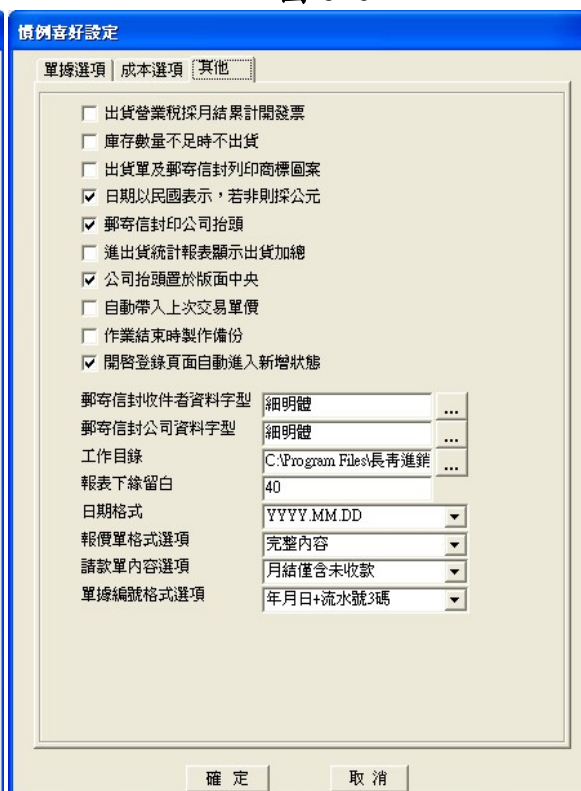 慣例喜好設定
單據選項 成本選項 其他
出貨營業稅採月結累計開發票
庫存數量不足時不出貨
出貨單及郵寄信封列印商標圖案
日期以民國表示，若非則採公元
郵寄信封印公司抬頭
進出貨統計報表顯示出貨加總
公司抬頭置於版面中央
自動帶入上次交易單價
作業結束時製作備份
開啓登錄頁面自動進入新增狀態
郵寄信封收件者資料字型 細明體 ...
郵寄信封公司資料字型 細明體 ...
工作目錄 C:\Program Files\長青進銷 ...
報表下緣留白 40
日期格式 YYYY.MM.DD
報價單格式選項 完整內容
請款單內容選項 月結僅含未收款
單據編號格式選項 年月日+流水號3碼
確 定 取 消